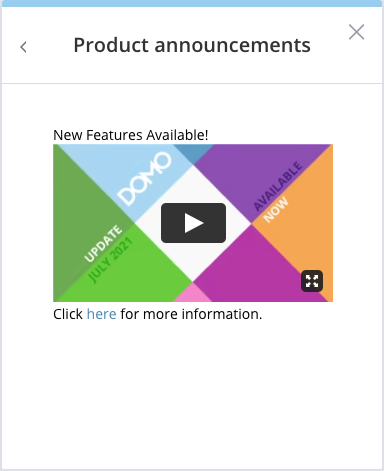 Product announcements
New Features Available!
DOMO
AVAILABLE
NOW
UPDATE
JULY 2021
Click here for more information.